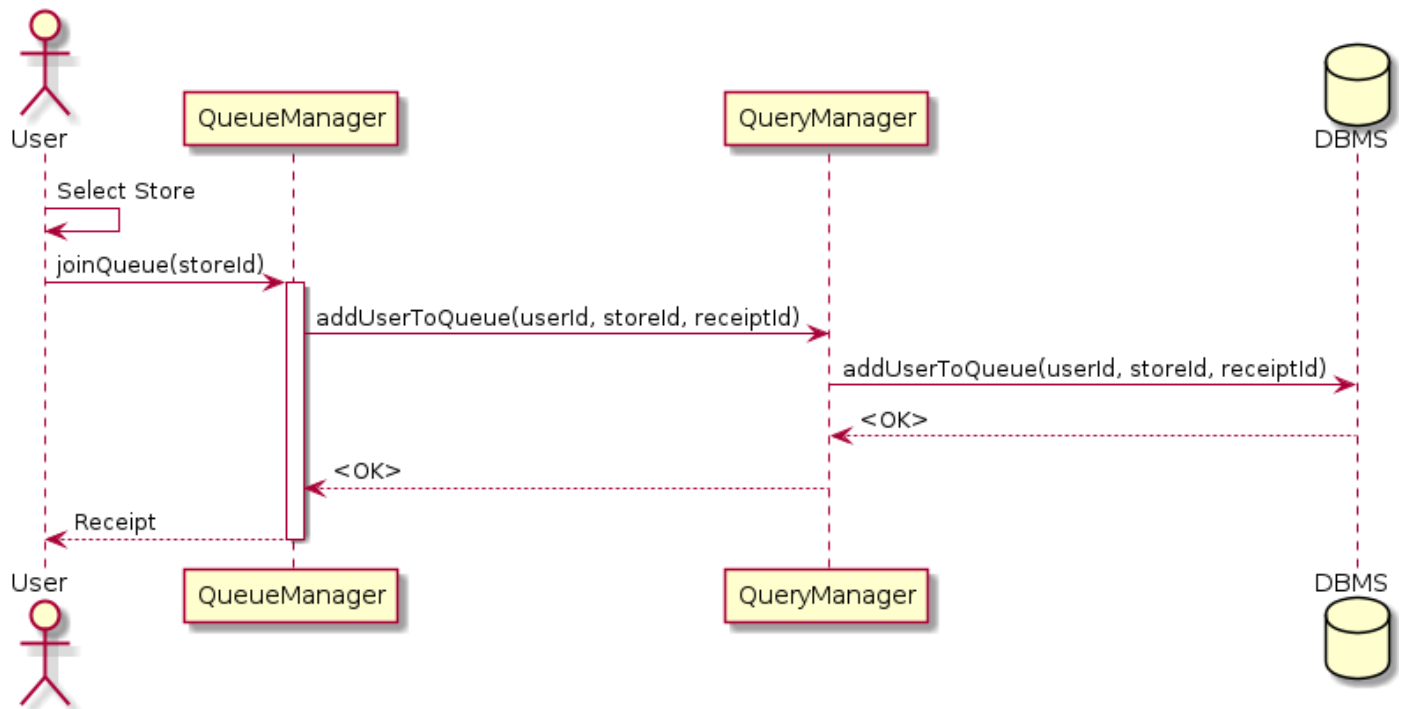 User
QueueManager
QueryManager
DBMS
Select Store
joinQueue(storeId)
addUserToQueue(userId, storeId, receiptId)
addUserToQueue(userId, storeId, receiptId)
<OK>
<OK>
Receipt
User
QueueManager
QueryManager
DBMS